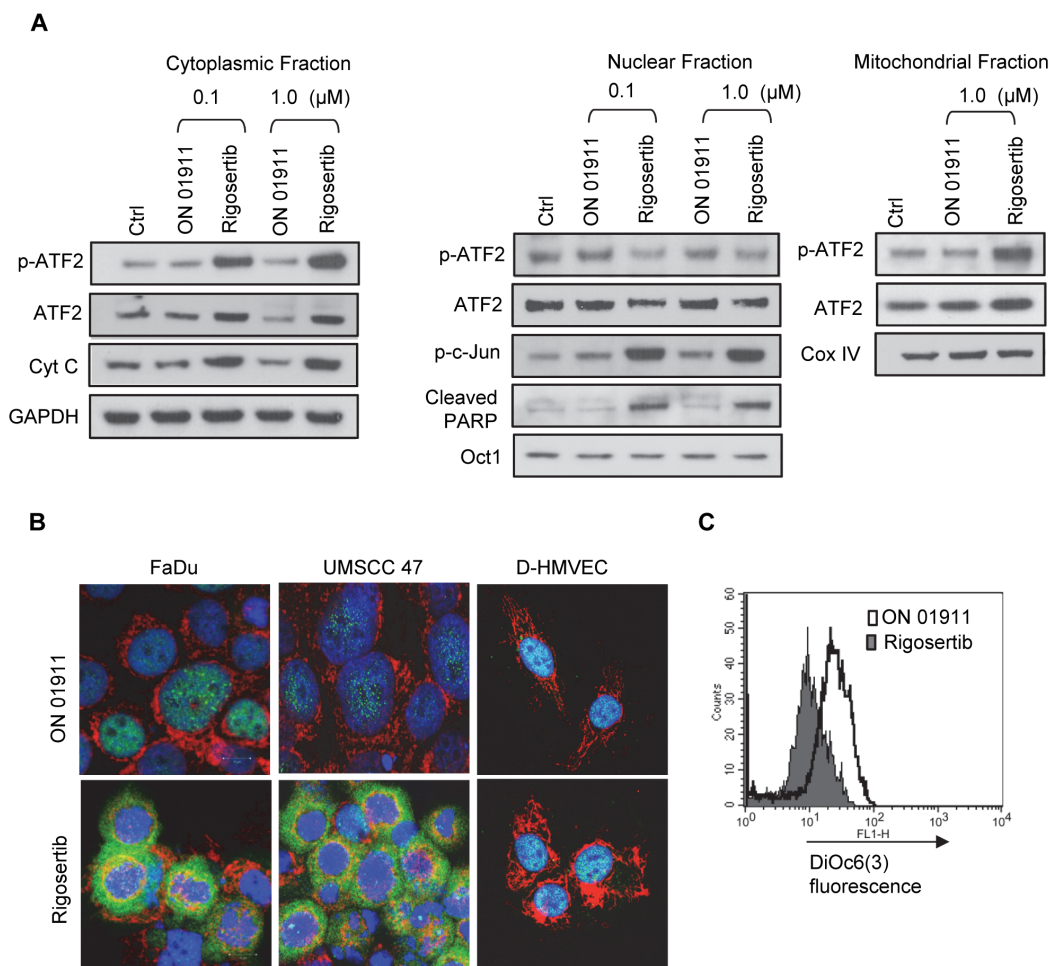 A
Cytoplasmic Fraction
0.1
1.0 (µM)
Ctrl
ON 01911
Rigosertib
ON 01911
Rigosertib
p-ATF2
ATF2
Cyt C
GAPDH
Nuclear Fraction
0.1
1.0 (µM)
Ctrl
ON 01911
Rigosertib
ON 01911
Rigosertib
p-ATF2
ATF2
p-c-Jun
Cleaved
PARP
Oct1
Mitochondrial Fraction
1.0 (µM)
Ctrl
ON 01911
Rigosertib
p-ATF2
ATF2
Cox IV
B
FaDu
UMSCC 47
D-HMVEC
ON 01911
Rigosertib
C
ON 01911
Rigosertib
Counts
60
50
40
30
20
10
0
10⁰
10¹
10²
10³
10⁴
FL1-H
DiOc6(3)
fluorescence